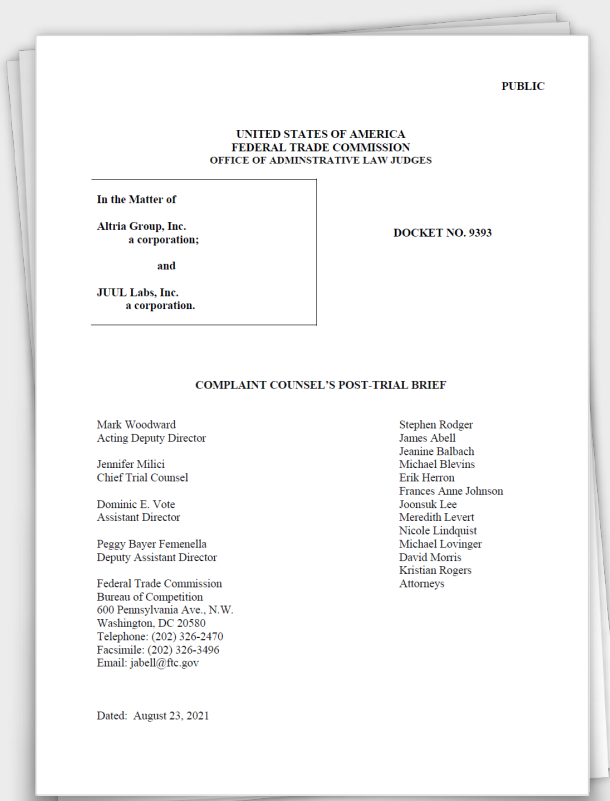 PUBLIC
UNITED STATES OF AMERICA
FEDERAL TRADE COMMISSION
OFFICE OF ADMINSTRATIVE LAW JUDGES
In the Matter of
Altria Group, Inc.
a corporation;
and
JUUL Labs, Inc.
a corporation.
DOCKET NO. 9393
COMPLAINT COUNSEL'S POST-TRIAL BRIEF
Mark Woodward
Acting Deputy Director
Jennifer Milici
Chief Trial Counsel
Dominic E. Vote
Assistant Director
Peggy Bayer Femenella
Deputy Assistant Director
Federal Trade Commission
Bureau of Competition
600 Pennsylvania Ave., N.W.
Washington, DC 20580
Telephone: (202) 326-2470
Facsimile: (202) 326-3496
Email: jabell@ftc.gov
Stephen Rodger
James Abell
Jeanine Balbach
Michael Blevins
Erik Herron
Frances Anne Johnson
Joonsuk Lee
Meredith Levert
Nicole Lindquist
Michael Lovinger
David Morris
Kristian Rogers
Attorneys
Dated: August 23, 2021